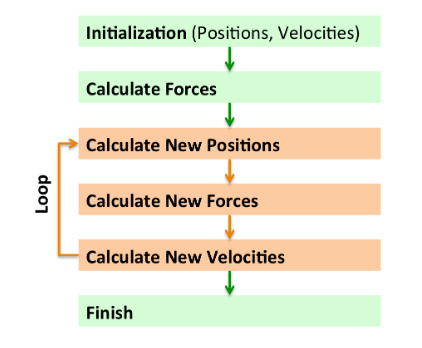 Initialization (Positions, Velocities)
Calculate Forces
Calculate New Positions
Loop
Calculate New Forces
Calculate New Velocities
Finish